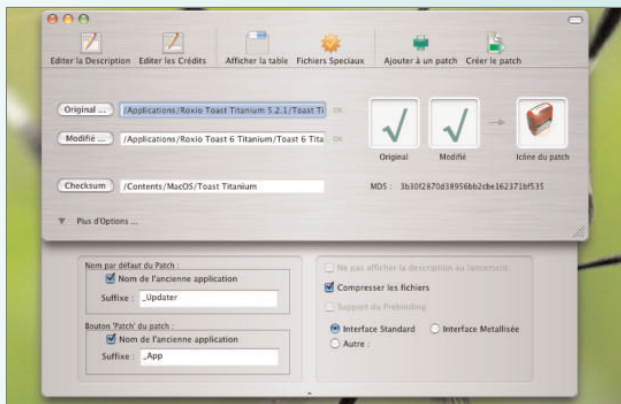 Editer la Description Editer les Crédits Afficher la table Fichiers Speciaux Ajouter à un patch Créer le patch
Original ... /Applications/Roxio Toast Titanium 5.2.1/Toast Ti OK
Modifié ... /Applications/Roxio Toast 6 Titanium/Toast 6 Tita OK
Original Modifié Icône du patch
Checksum /Contents/MacOS/Toast Titanium MD5 : 3b30f2870d38956bb2cbe162371bf535
Plus d'Options ...
Nom par défaut du Patch :
Nom de l'ancienne application
Suffixe : _Updater
Bouton 'Patch' du patch :
Nom de l'ancienne application
Suffixe : _App
Ne pas afficher la description au lancement
Compresser les fichiers
Support du Prebinding
Interface Standard Interface Metallisée
Autre :